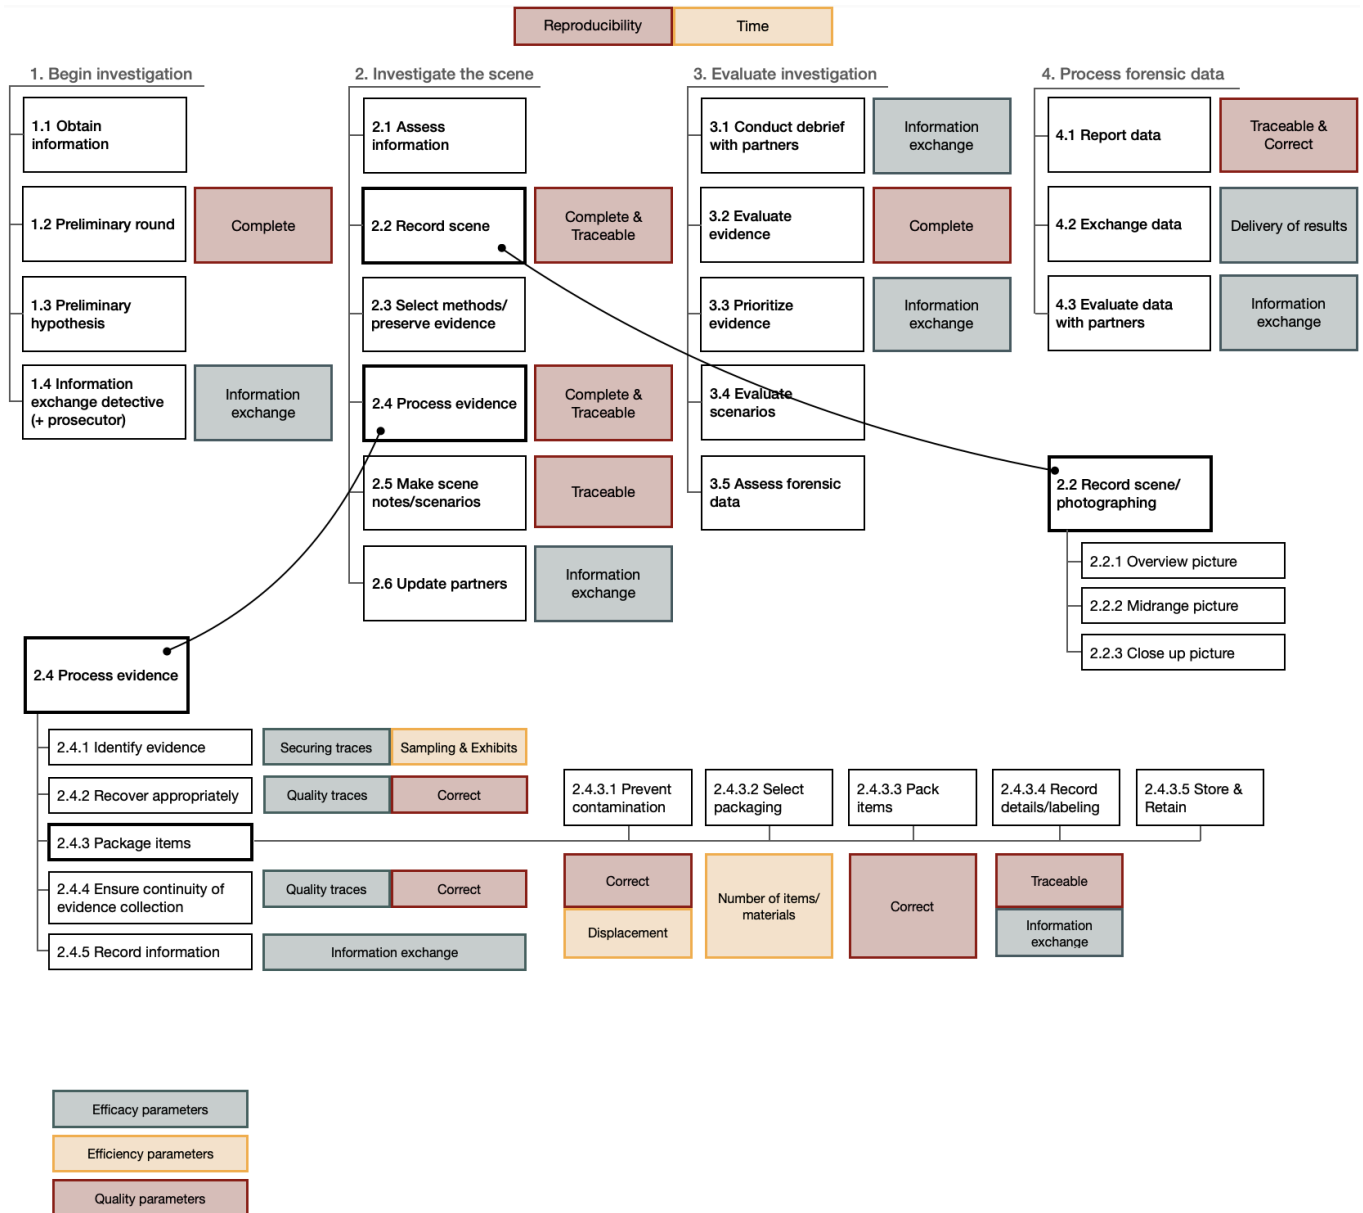 Reproducibility
Time
1. Begin investigation
2. Investigate the scene
3. Evaluate investigation
4. Process forensic data
1.1 Obtain
information
1.2 Preliminary round
Complete
1.3 Preliminary
hypothesis
1.4 Information
exchange detective
(+ prosecutor)
Information
exchange
2.1 Assess
information
2.2 Record scene
Complete &
Traceable
2.3 Select methods/
preserve evidence
2.4 Process evidence
Complete &
Traceable
2.5 Make scene
notes/scenarios
Traceable
2.6 Update partners
Information
exchange
3.1 Conduct debrief
with partners
Information
exchange
3.2 Evaluate
evidence
Complete
3.3 Prioritize
evidence
Information
exchange
3.4 Evaluate
scenarios
3.5 Assess forensic
data
4.1 Report data
Traceable &
Correct
4.2 Exchange data
Delivery of results
4.3 Evaluate data
with partners
Information
exchange
2.2 Record scene/
photographing
2.2.1 Overview picture
2.2.2 Midrange picture
2.2.3 Close up picture
2.4 Process evidence
2.4.1 Identify evidence
Securing traces
Sampling & Exhibits
2.4.2 Recover appropriately
Quality traces
Correct
2.4.3 Package items
2.4.4 Ensure continuity of
evidence collection
Quality traces
Correct
2.4.5 Record information
Information exchange
2.4.3.1 Prevent
contamination
2.4.3.2 Select
packaging
2.4.3.3 Pack
items
2.4.3.4 Record
details/labeling
2.4.3.5 Store &
Retain
Correct
Displacement
Number of items/
materials
Correct
Traceable
Information
exchange
Efficacy parameters
Efficiency parameters
Quality parameters